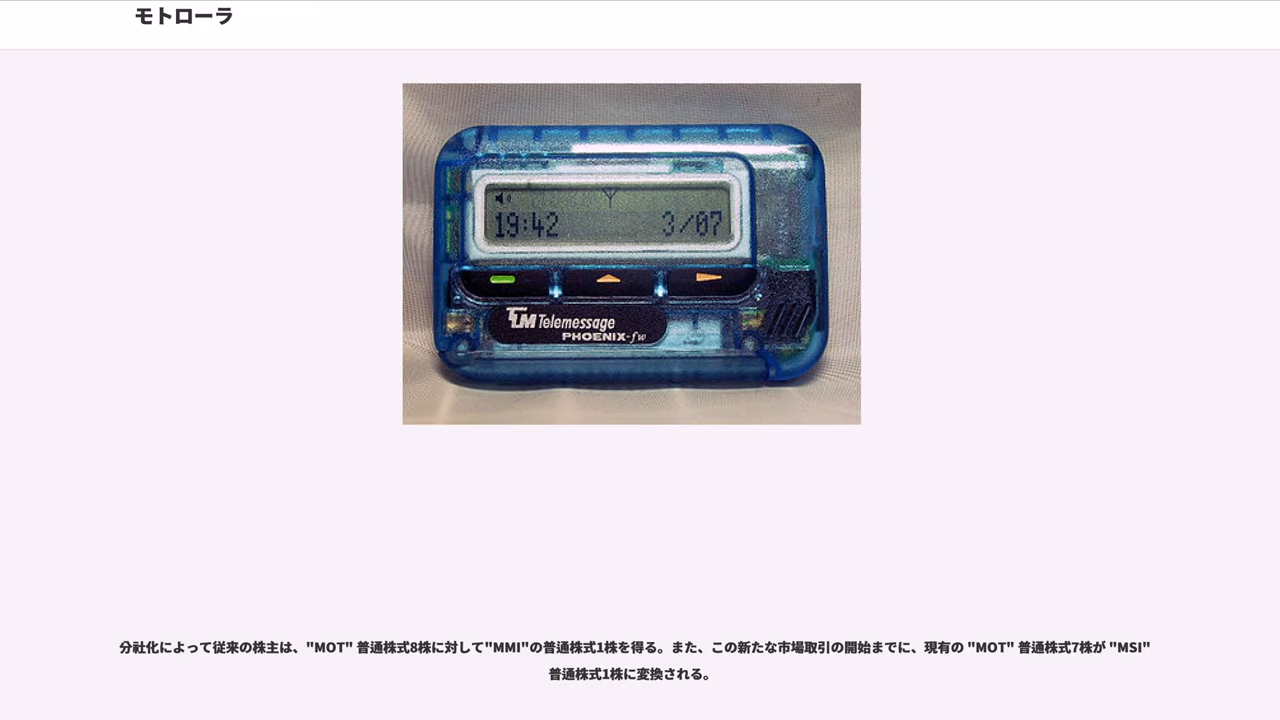 モトローラ
19:42 3/07
TLM Telemessage
PHOENIX-fw
分社化によって従来の株主は、"MOT" 普通株式8株に対して"MMI"の普通株式1株を得る。また、この新たな市場取引の開始までに、現有の "MOT" 普通株式7株が "MSI"
普通株式1株に変換される。